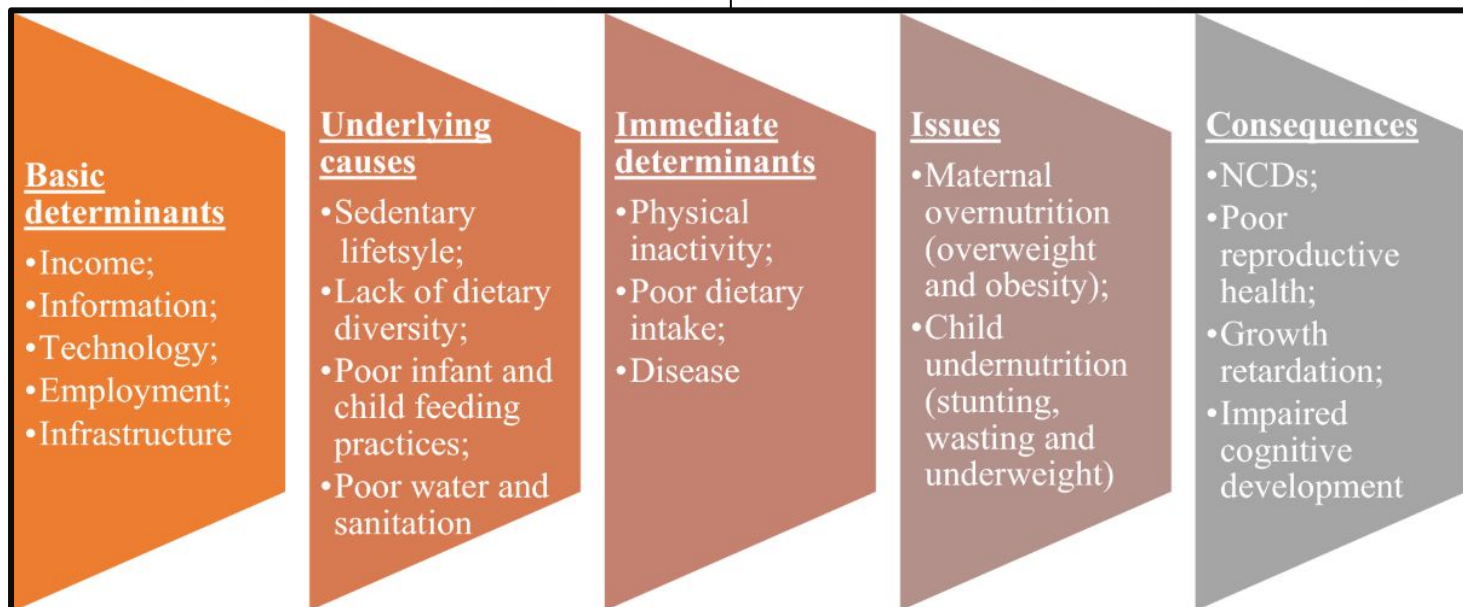 Basic
determinants
•Income;
•Information;
•Technology;
•Employment;
•Infrastructure
Underlying
causes
•Sedentary
lifetsyle;
•Lack of dietary
diversity;
•Poor infant and
child feeding
practices;
•Poor water and
sanitation
Immediate
determinants
•Physical
inactivity;
•Poor dietary
intake;
•Disease
Issues
•Maternal
overnutrition
(overweight
and obesity);
•Child
undernutrition
(stunting,
wasting and
underweight)
Consequences
•NCDs;
•Poor
reproductive
health;
•Growth
retardation;
•Impaired
cognitive
development